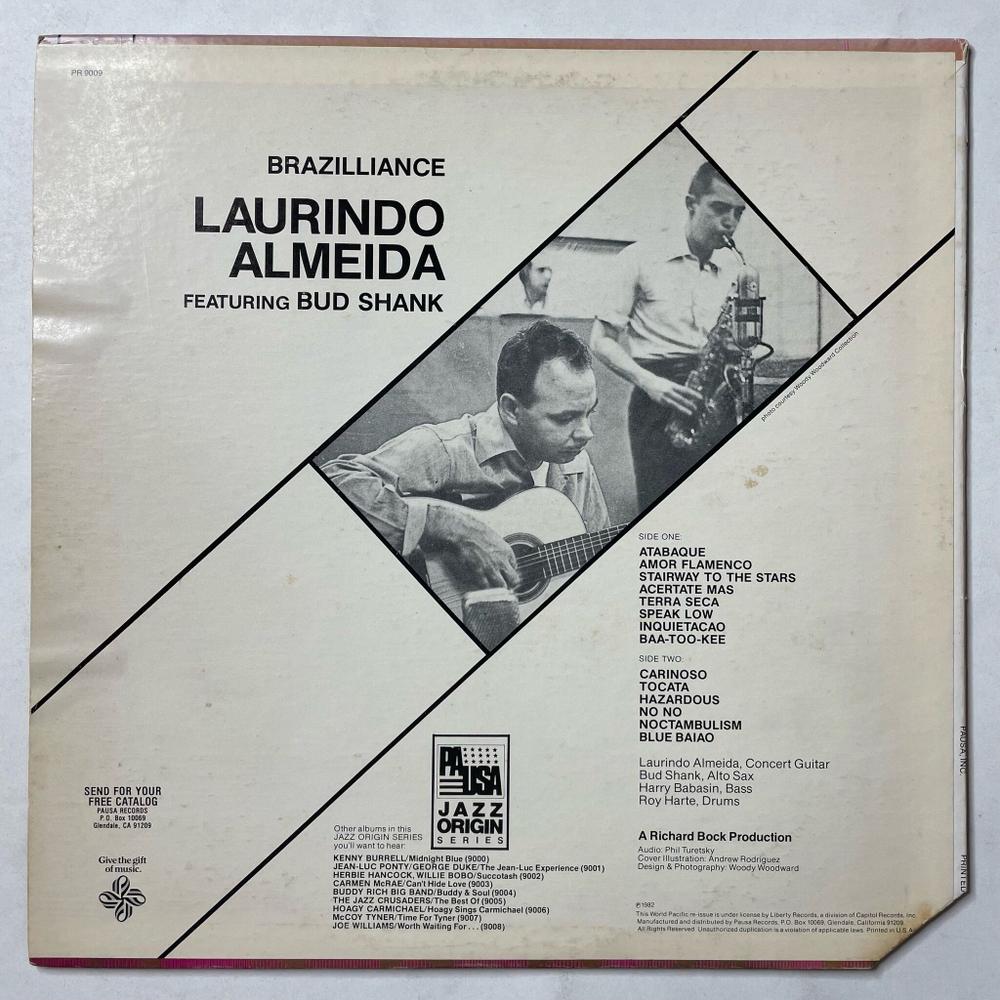 PR 9009
BRAZILLIANCE
LAURINDO
ALMEIDA
FEATURING BUD SHANK
photo courtesy Woody Woodward Collection
SIDE ONE:
ATABAQUE
AMOR FLAMENCO
STAIRWAY TO THE STARS
ACERTATE MAS
TERRA SECA
SPEAK LOW
INQUIETACAO
BAA-TOO-KEE
SIDE TWO:
CARINOSO
TOCATA
HAZARDOUS
NO NO
NOCTAMBULISM
BLUE BAIAO
Laurindo Almeida, Concert Guitar
Bud Shank, Alto Sax
Harry Babasin, Bass
Roy Harte, Drums
A Richard Bock Production
Audio: Phil Turetsky
Cover Illustration: Andrew Rodriguez
Design & Photography: Woody Woodward
℗1982
This World Pacific re-issue is under license by Liberty Records, a division of Capitol Records, Inc.
Manufactured and distributed by Pausa Records, P.O. Box 10069, Glendale, California 91209.
All Rights Reserved. Unauthorized duplication is a violation of applicable laws. Printed in U.S.A.
PAUSA
JAZZ
ORIGIN
SERIES
Other albums in this
JAZZ ORIGIN SERIES
you'll want to hear:
KENNY BURRELL/Midnight Blue (9000)
JEAN-LUC PONTY/GEORGE DUKE/The Jean-Luc Experience (9001)
HERBIE HANCOCK, WILLIE BOBO/Succotash (9002)
CARMEN McRAE/Can't Hide Love (9003)
BUDDY RICH BIG BAND/Buddy & Soul (9004)
THE JAZZ CRUSADERS/The Best Of (9005)
HOAGY CARMICHAEL/Hoagy Sings Carmichael (9006)
McCOY TYNER/Time For Tyner (9007)
JOE WILLIAMS/Worth Waiting For... (9008)
SEND FOR YOUR
FREE CATALOG
PAUSA RECORDS
P.O. Box 10069
Glendale, CA 91209
Give the gift
of music.
PAUSA, INC.
PRINTED